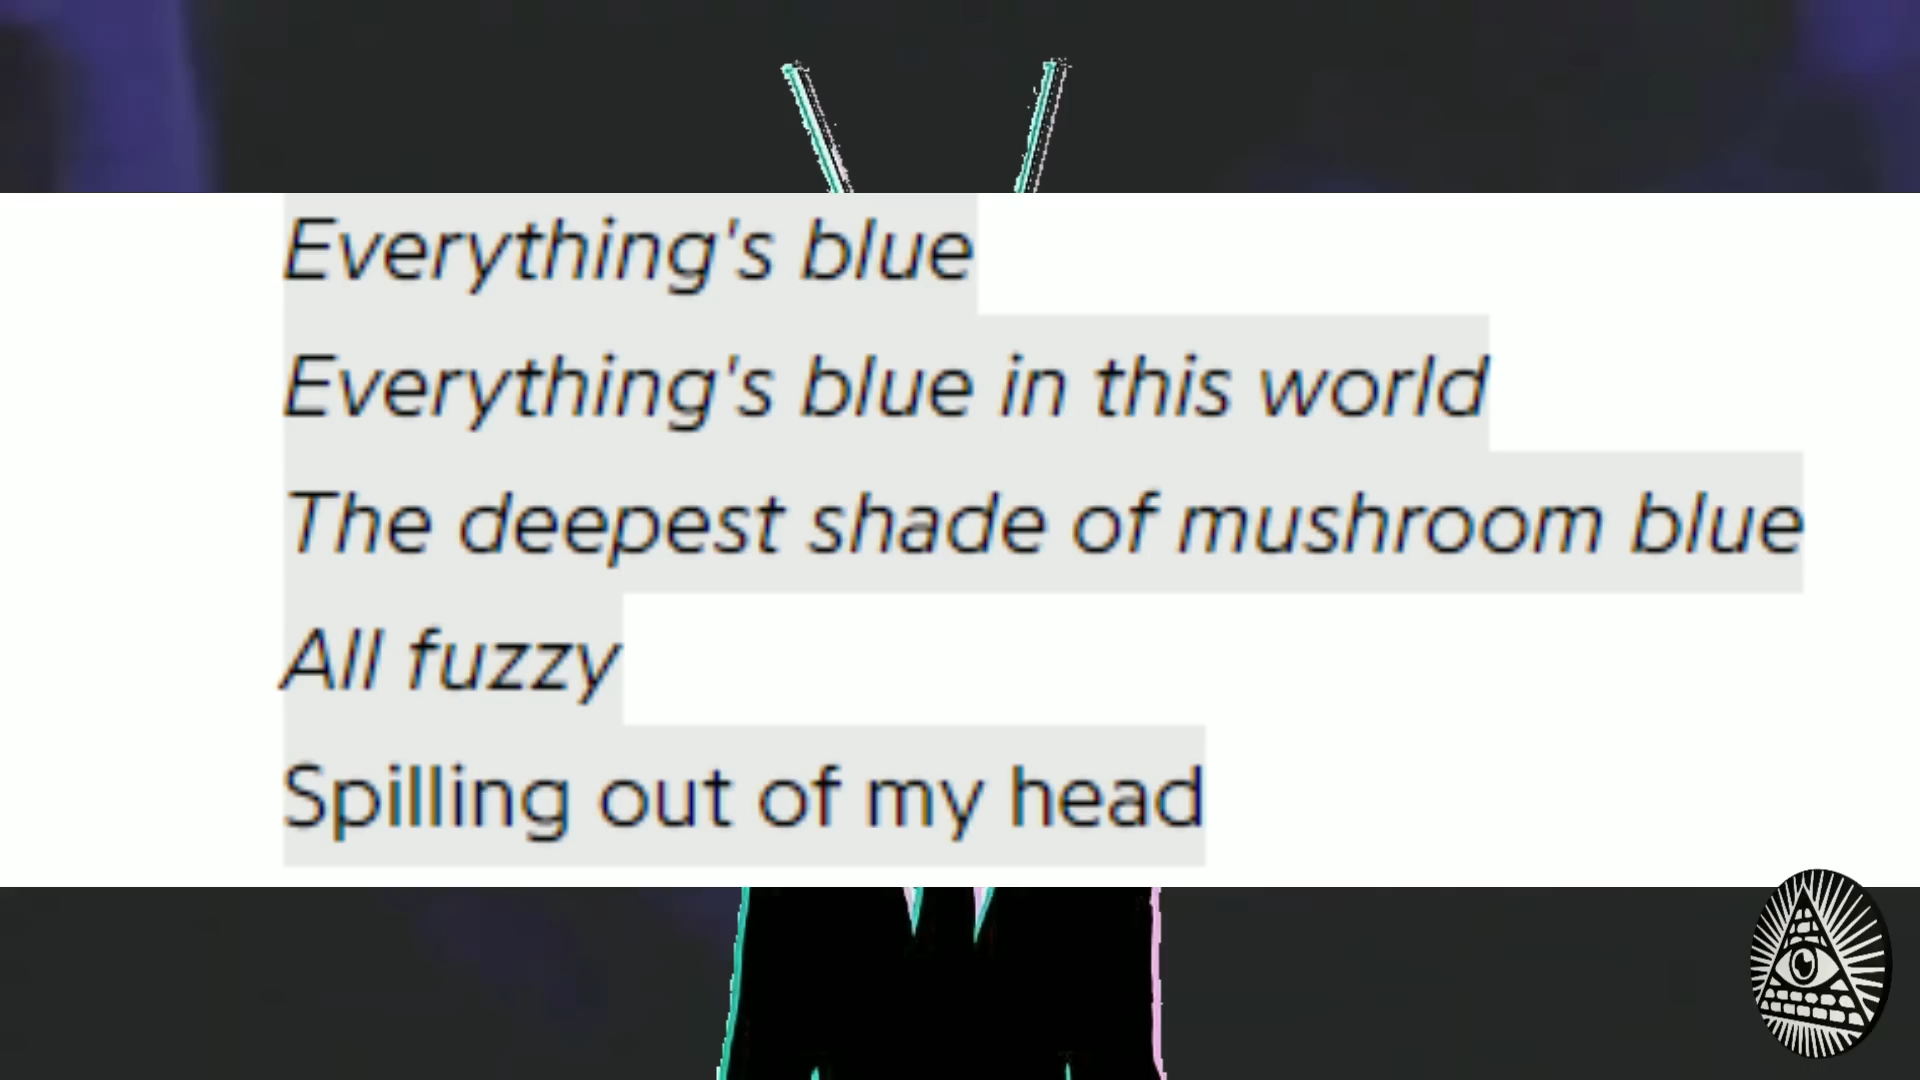 Everything's blue
Everything's blue in this world
The deepest shade of mushroom blue
All fuzzy
Spilling out of my head